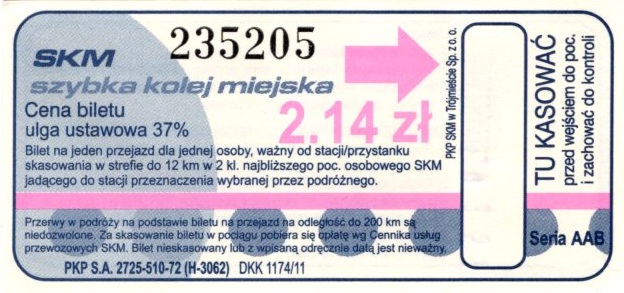 SKM
235205
szybka kolej miejska
Cena biletu
ulga ustawowa 37%
2.14 zł
Bilet na jeden przejazd dla jednej osoby, ważny od stacji/przystanku
skasowania w strefie do 12 km w 2 kl. najbliższego poc. osobowego SKM
jadącego do stacji przeznaczenia wybranej przez podróżnego.
Przerwy w podróży na podstawie biletu na przejazd na odległość do 200 km są
niedozwolone. Za skasowanie biletu w pociągu pobiera się opłatę wg Cennika usług
przewozowych SKM. Bilet nieskasowany lub z wpisaną odręcznie datą jest nieważny.
PKP S.A. 2725-510-72 (H-3062) DKK 1174/11
PKP SKM w Trójmieście Sp. z o. o.
TU KASOWAĆ
przed wejściem do poc.
i zachować do kontroli
Seria AAB